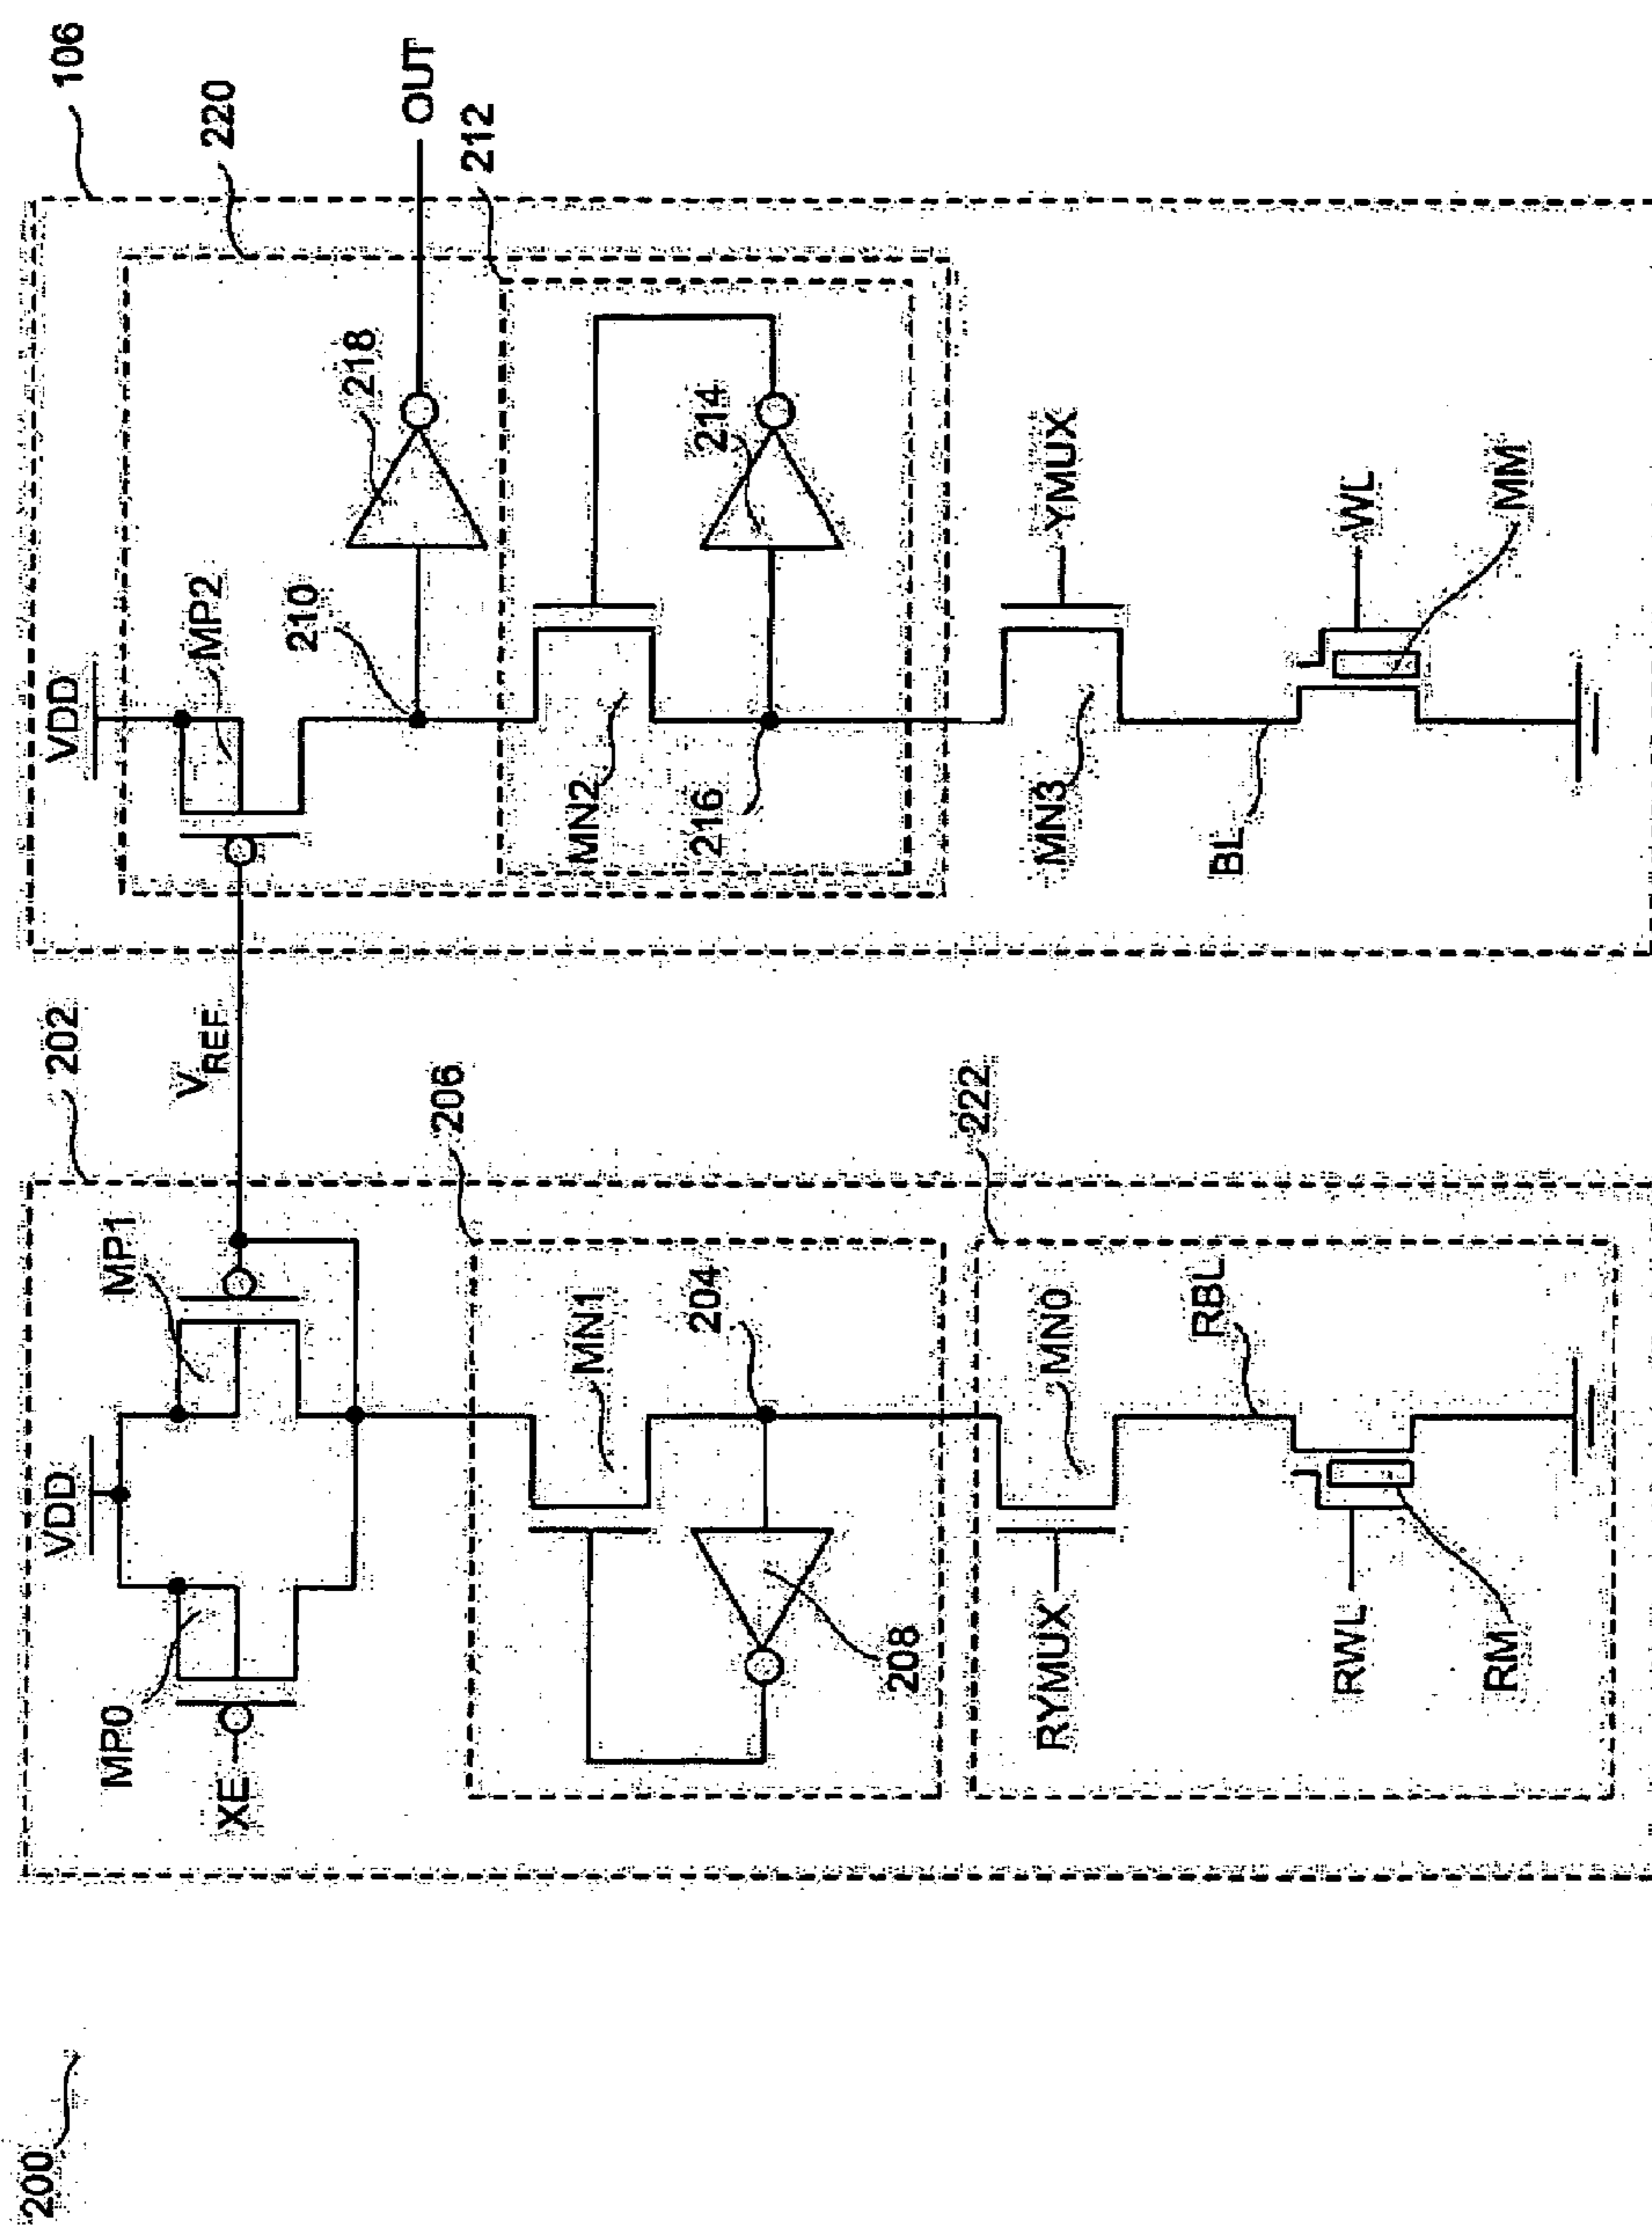 200
VDD
202
VDD
106
MP0
MP1
VREF
MP2
220
XE
210
218
OUT
206
212
MN1
MN2
204
216
214
208
222
RYMUX
MN0
MN3
YMUX
RBL
BL
RWL
WL
RM
MM